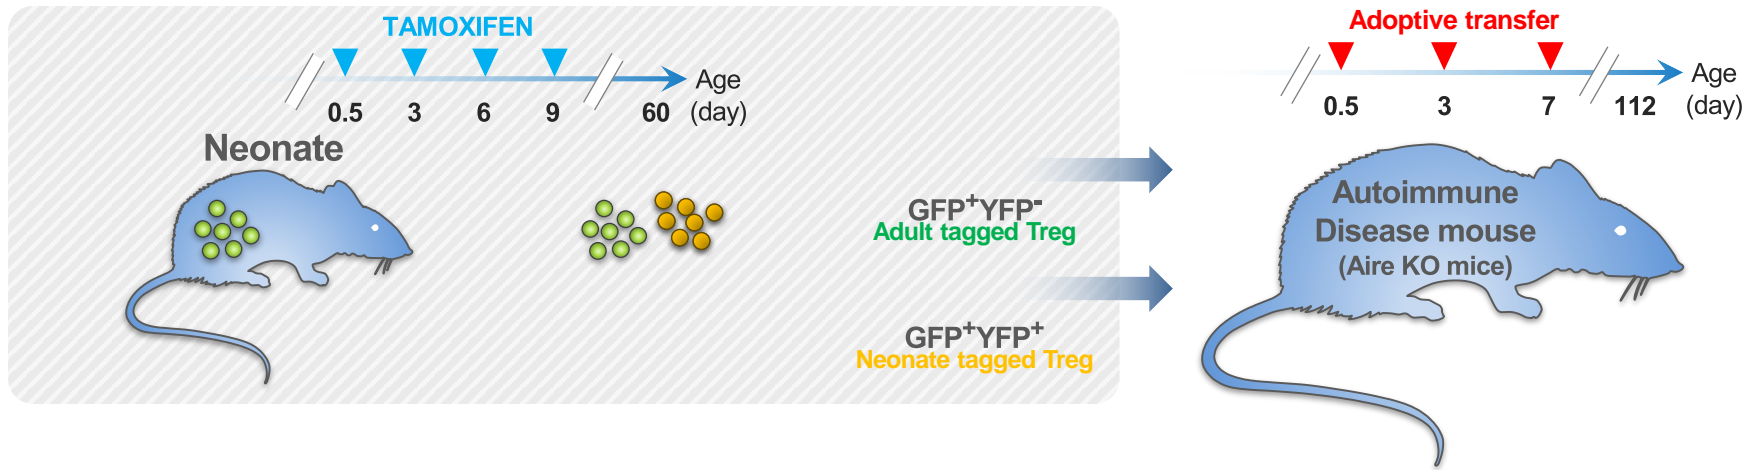 TAMOXIFEN
Age
(day)
0.5 3 6 9 60
Neonate
GFP⁺YFP⁻
Adult tagged Treg
GFP⁺YFP⁺
Neonate tagged Treg
Adoptive transfer
Age
(day)
0.5 3 7 112
Autoimmune
Disease mouse
(Aire KO mice)